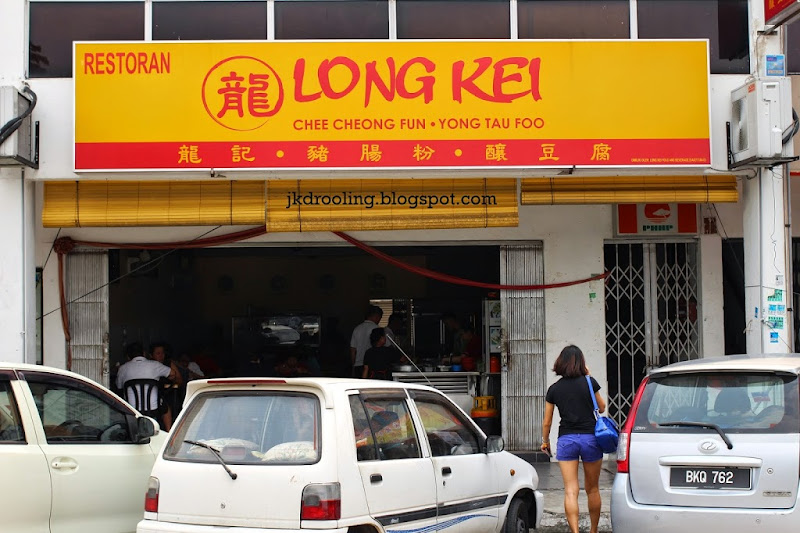 RESTORAN
龍
LONG KEI
CHEE CHEONG FUN • YONG TAU FOO
龍記 • 豬腸粉 • 釀豆腐
jkdrooling.blogspot.com
BKQ 762